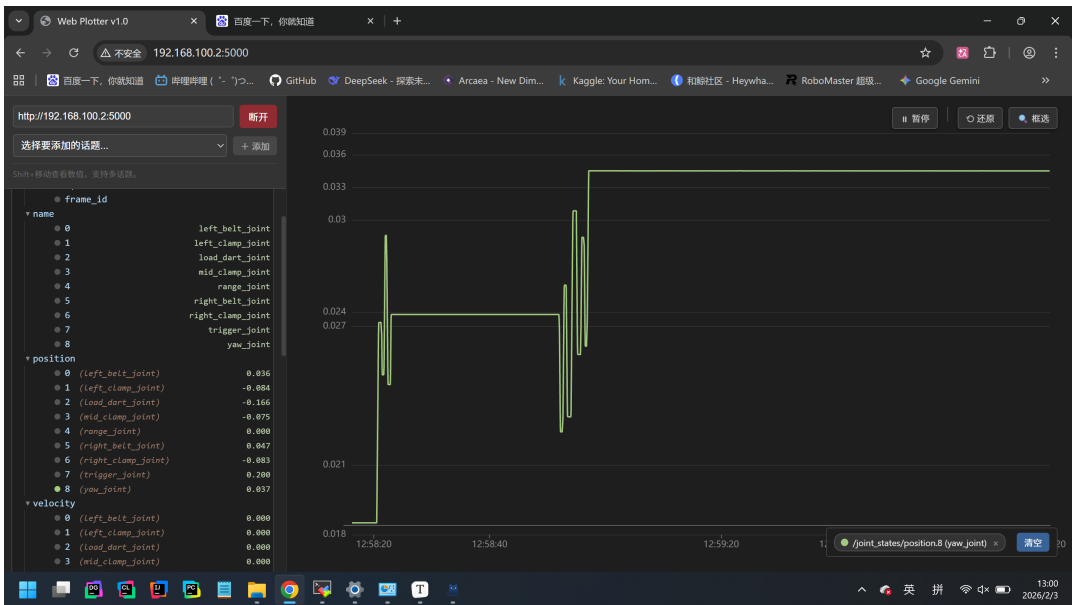 Web Plotter v1.0
百度一下，你就知道
不安全 192.168.100.2:5000
百度一下，你就知道 哔哩哔哩 ( ゜- ゜)つ... GitHub DeepSeek - 探索未... Arcaea - New Dim... Kaggle: Your Hom... 和鲸社区 - Heywha... RoboMaster 超级... Google Gemini
http://192.168.100.2:5000 断开
选择要添加的话题... + 添加
Shift+移动查看数值，支持多话题。
frame_id
name
0 left_belt_joint
1 left_clamp_joint
2 load_dart_joint
3 mid_clamp_joint
4 range_joint
5 right_belt_joint
6 right_clamp_joint
7 trigger_joint
8 yaw_joint
position
0 (left_belt_joint) 0.036
1 (left_clamp_joint) -0.084
2 (load_dart_joint) -0.166
3 (mid_clamp_joint) -0.075
4 (range_joint) 0.000
5 (right_belt_joint) 0.047
6 (right_clamp_joint) -0.083
7 (trigger_joint) 0.200
8 (yaw_joint) 0.037
velocity
0 (left_belt_joint) 0.000
1 (left_clamp_joint) 0.000
2 (load_dart_joint) 0.000
3 (mid_clamp_joint) 0.000
暂停 还原 框选
0.039
0.036
0.033
0.03
0.024
0.027
0.021
0.018
12:58:20 12:58:40 12:59:20
/joint_states/position.8 (yaw_joint) × 清空
DG CL IJ PC T
英 拼 13:00
2026/2/3